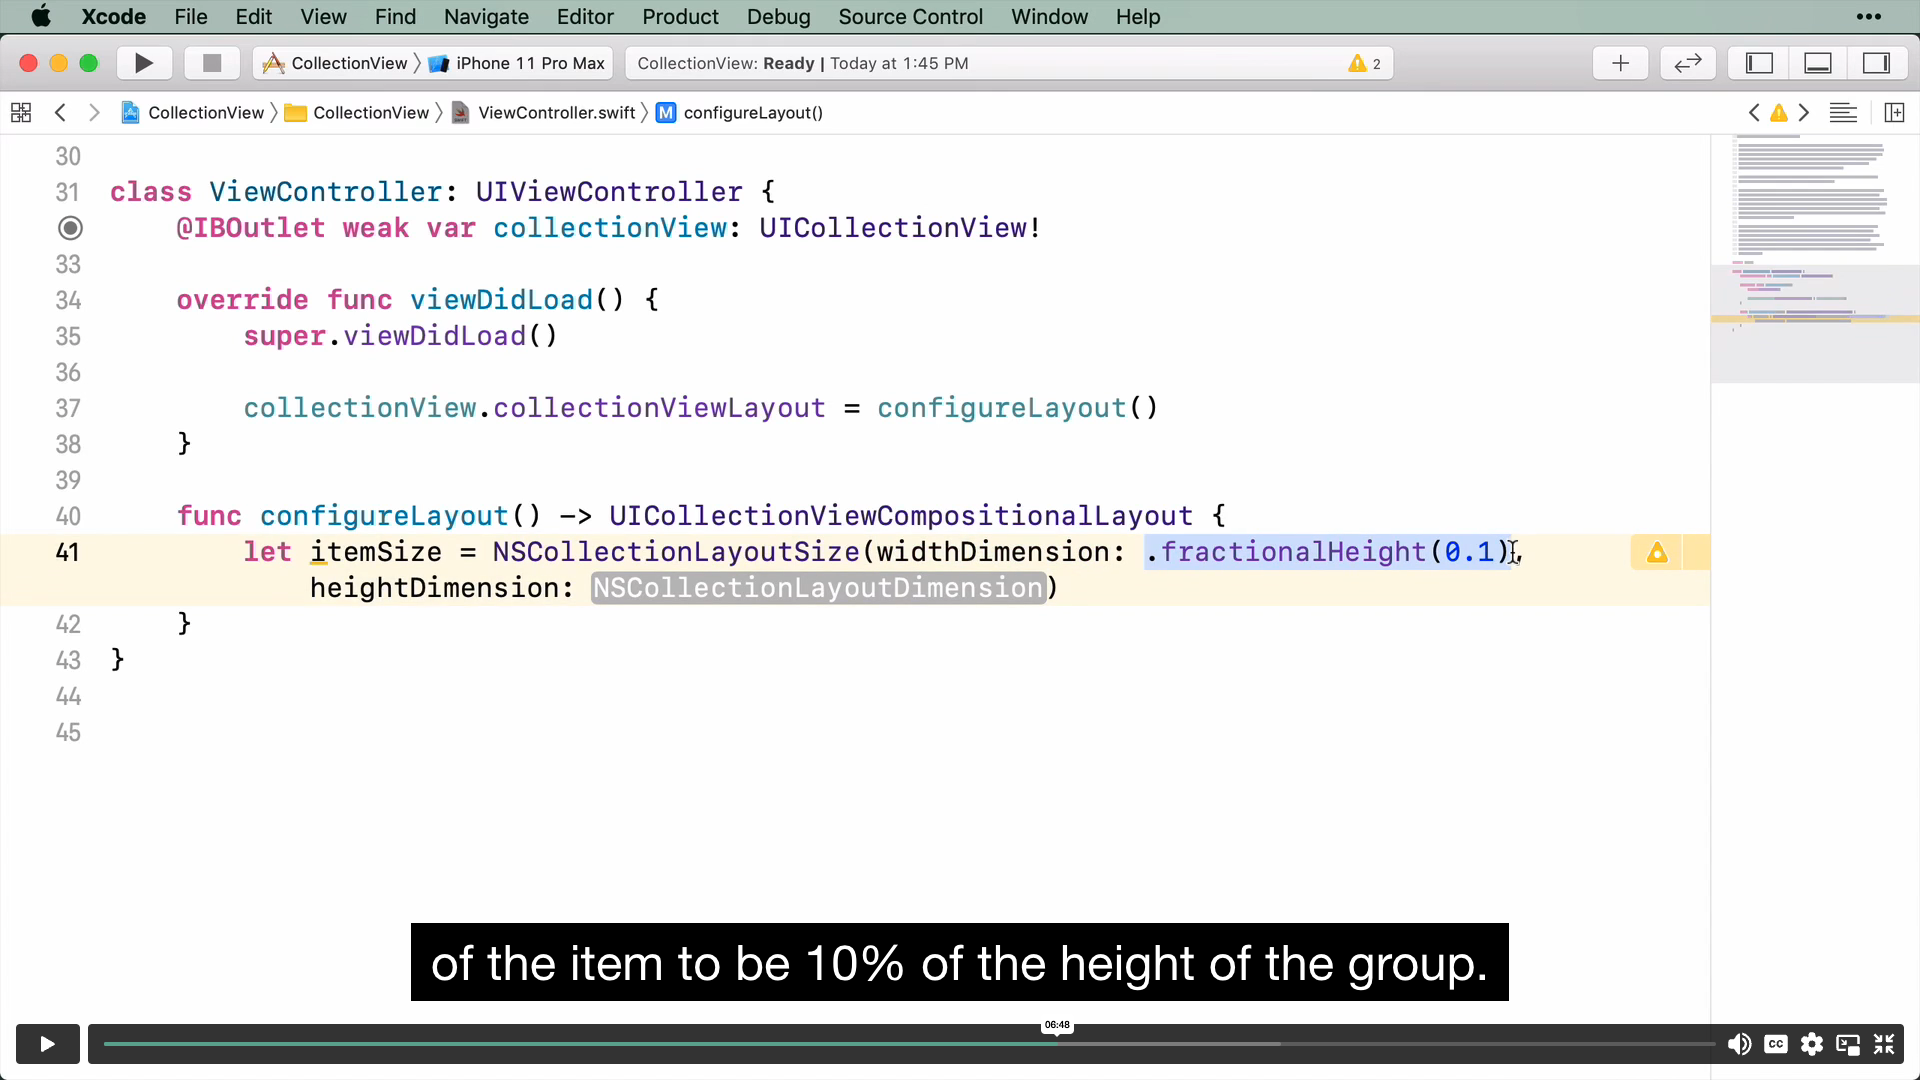 Xcode File Edit View Find Navigate Editor Product Debug Source Control Window Help
CollectionView iPhone 11 Pro Max CollectionView: Ready | Today at 1:45 PM 2
CollectionView CollectionView ViewController.swift M configureLayout()
30
31 class ViewController: UIViewController {
@IBOutlet weak var collectionView: UICollectionView!
33
34 override func viewDidLoad() {
35 super.viewDidLoad()
36
37 collectionView.collectionViewLayout = configureLayout()
38 }
39
40 func configureLayout() -> UICollectionViewCompositionalLayout {
41 let itemSize = NSCollectionLayoutSize(widthDimension: .fractionalHeight(0.1),
heightDimension: NSCollectionLayoutDimension)
42 }
43 }
44
45
of the item to be 10% of the height of the group.
06:48
CC